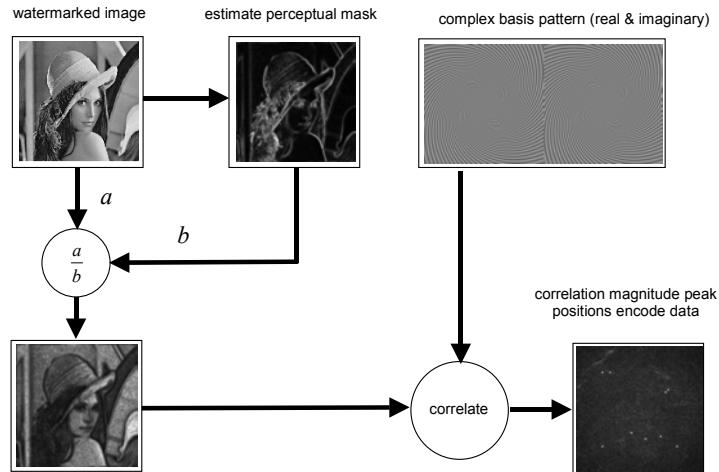 watermarked image
estimate perceptual mask
complex basis pattern (real & imaginary)
a
b
a
b
correlation magnitude peak
positions encode data
correlate